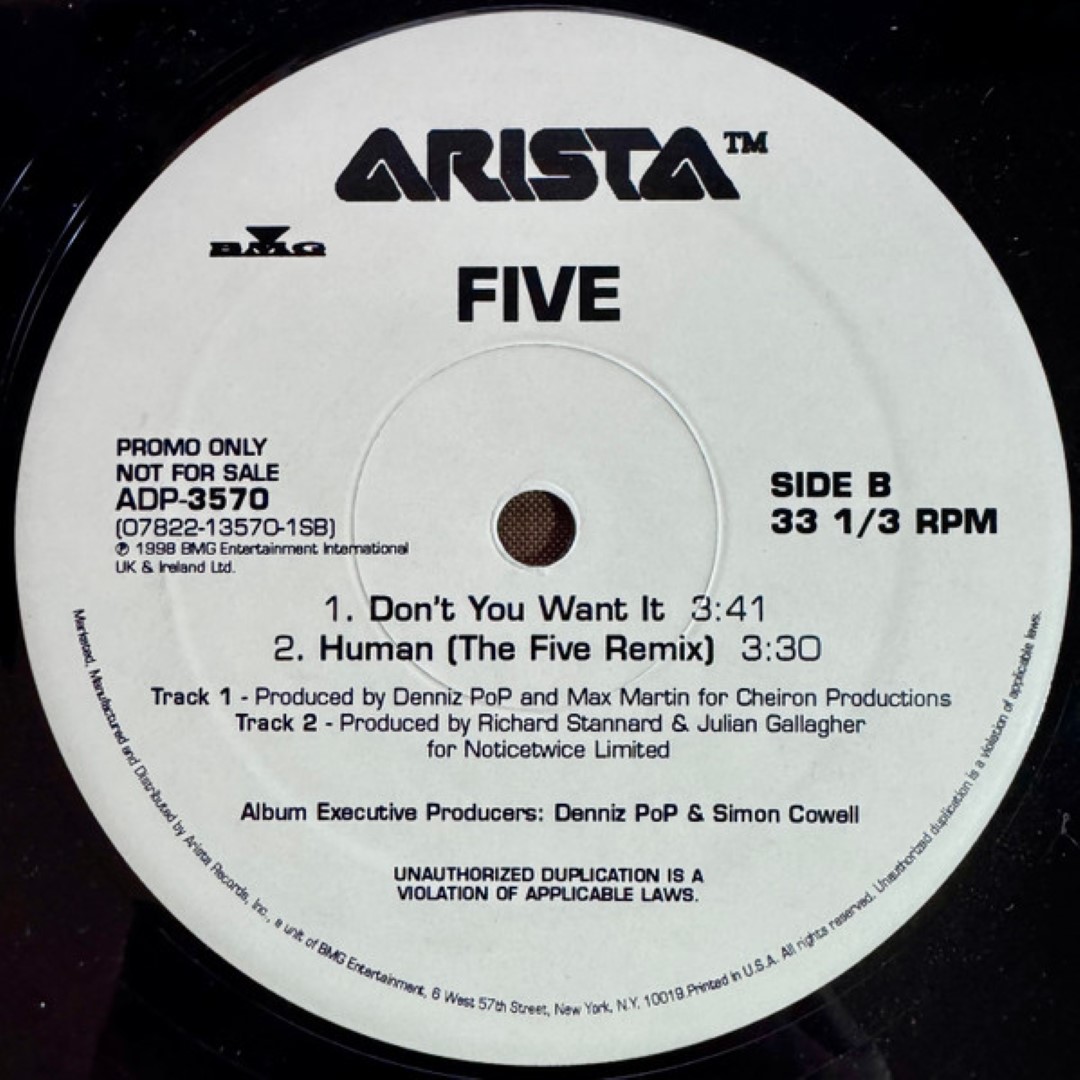 ARISTA™
BMG
FIVE
PROMO ONLY
NOT FOR SALE
ADP-3570
(07822-13570-1SB)
℗ 1998 BMG Entertainment International
UK & Ireland Ltd.
SIDE B
33 1/3 RPM
1. Don't You Want It 3:41
2. Human (The Five Remix) 3:30
Track 1 - Produced by Denniz PoP and Max Martin for Cheiron Productions
Track 2 - Produced by Richard Stannard & Julian Gallagher
for Noticetwice Limited
Album Executive Producers: Denniz PoP & Simon Cowell
UNAUTHORIZED DUPLICATION IS A
VIOLATION OF APPLICABLE LAWS.
Marketed, Manufactured and Distributed by Arista Records, Inc., a unit of BMG Entertainment, 6 West 57th Street, New York, N.Y. 10019. Printed in U.S.A. All rights reserved. Unauthorized duplication is a violation of applicable laws.